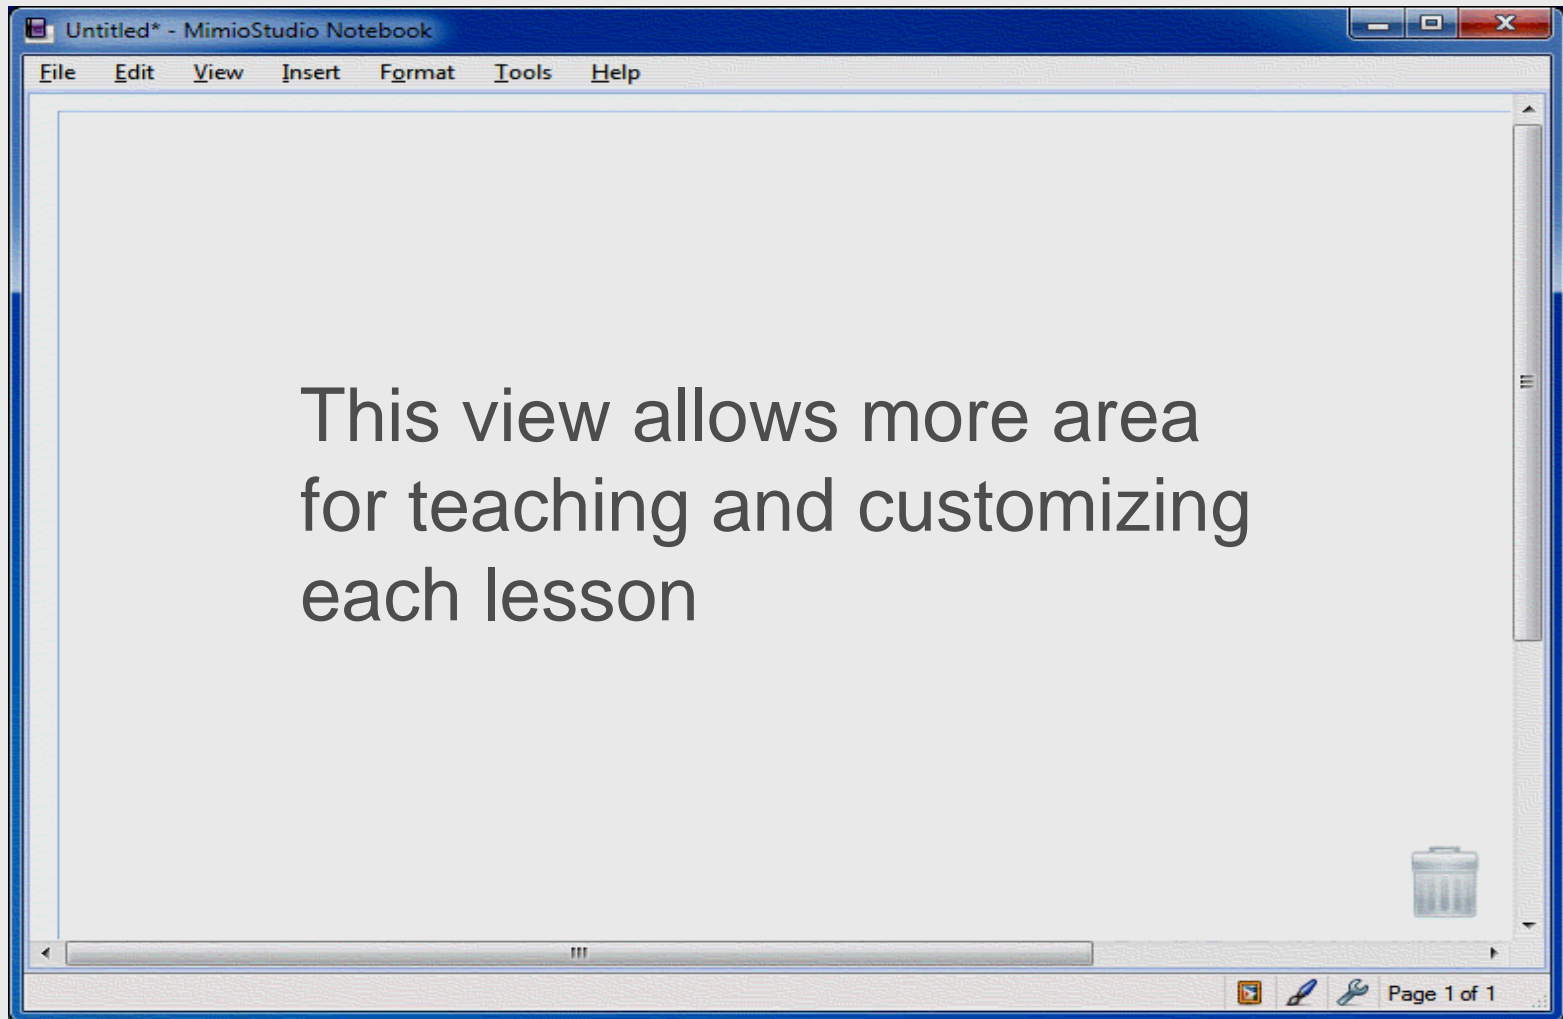 Untitled* - MimioStudio Notebook
File Edit View Insert Format Tools Help
This view allows more area
for teaching and customizing
each lesson
Page 1 of 1